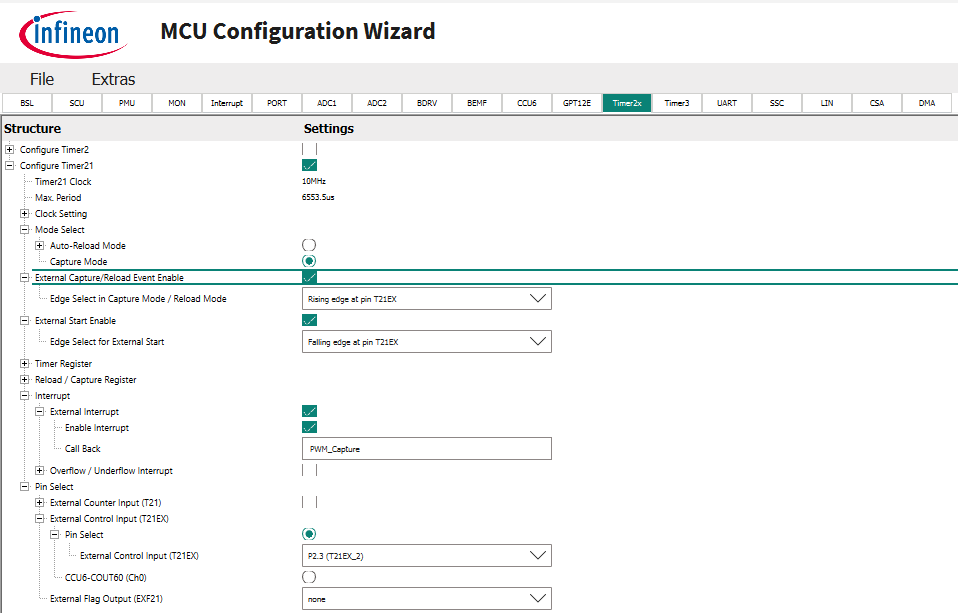 infineon
MCU Configuration Wizard
File Extras
BSL SCU PMU MON Interrupt PORT ADC1 ADC2 BDRV BEMF CCU6 GPT12E Timer2x Timer3 UART SSC LIN CSA DMA
Structure Settings
Configure Timer2
Configure Timer21
Timer21 Clock 10MHz
Max. Period 6553.5us
Clock Setting
Mode Select
Auto-Reload Mode
Capture Mode
External Capture/Reload Event Enable
Edge Select in Capture Mode / Reload Mode Rising edge at pin T21EX
External Start Enable
Edge Select for External Start Falling edge at pin T21EX
Timer Register
Reload / Capture Register
Interrupt
External Interrupt
Enable Interrupt
Call Back PWM_Capture
Overflow / Underflow Interrupt
Pin Select
External Counter Input (T21)
External Control Input (T21EX)
Pin Select
External Control Input (T21EX) P2.3 (T21EX_2)
CCU6-COUT60 (Ch0)
External Flag Output (EXF21) none